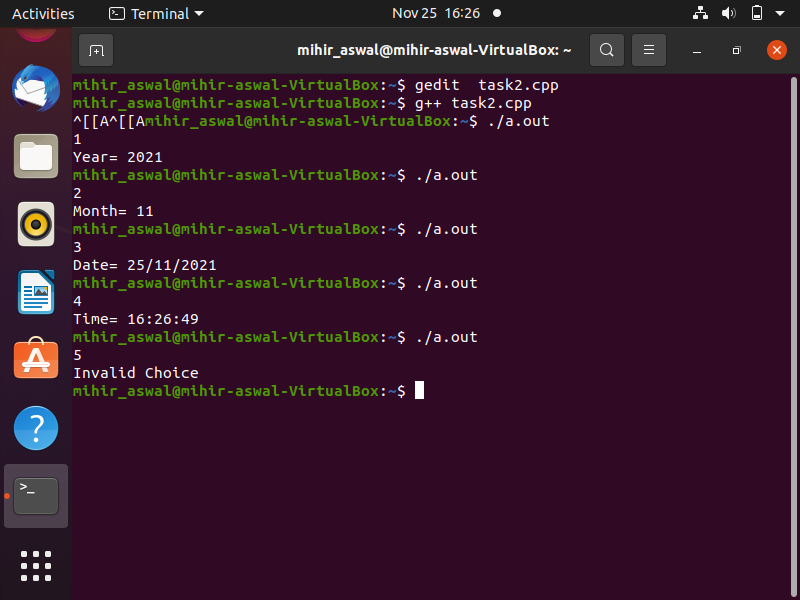 Activities Terminal Nov 25 16:26
mihir_aswal@mihir-aswal-VirtualBox: ~
mihir_aswal@mihir-aswal-VirtualBox:~$ gedit  task2.cpp
mihir_aswal@mihir-aswal-VirtualBox:~$ g++ task2.cpp
^[[A^[[Amihir_aswal@mihir-aswal-VirtualBox:~$ ./a.out
1
Year= 2021
mihir_aswal@mihir-aswal-VirtualBox:~$ ./a.out
2
Month= 11
mihir_aswal@mihir-aswal-VirtualBox:~$ ./a.out
3
Date= 25/11/2021
mihir_aswal@mihir-aswal-VirtualBox:~$ ./a.out
4
Time= 16:26:49
mihir_aswal@mihir-aswal-VirtualBox:~$ ./a.out
5
Invalid Choice
mihir_aswal@mihir-aswal-VirtualBox:~$